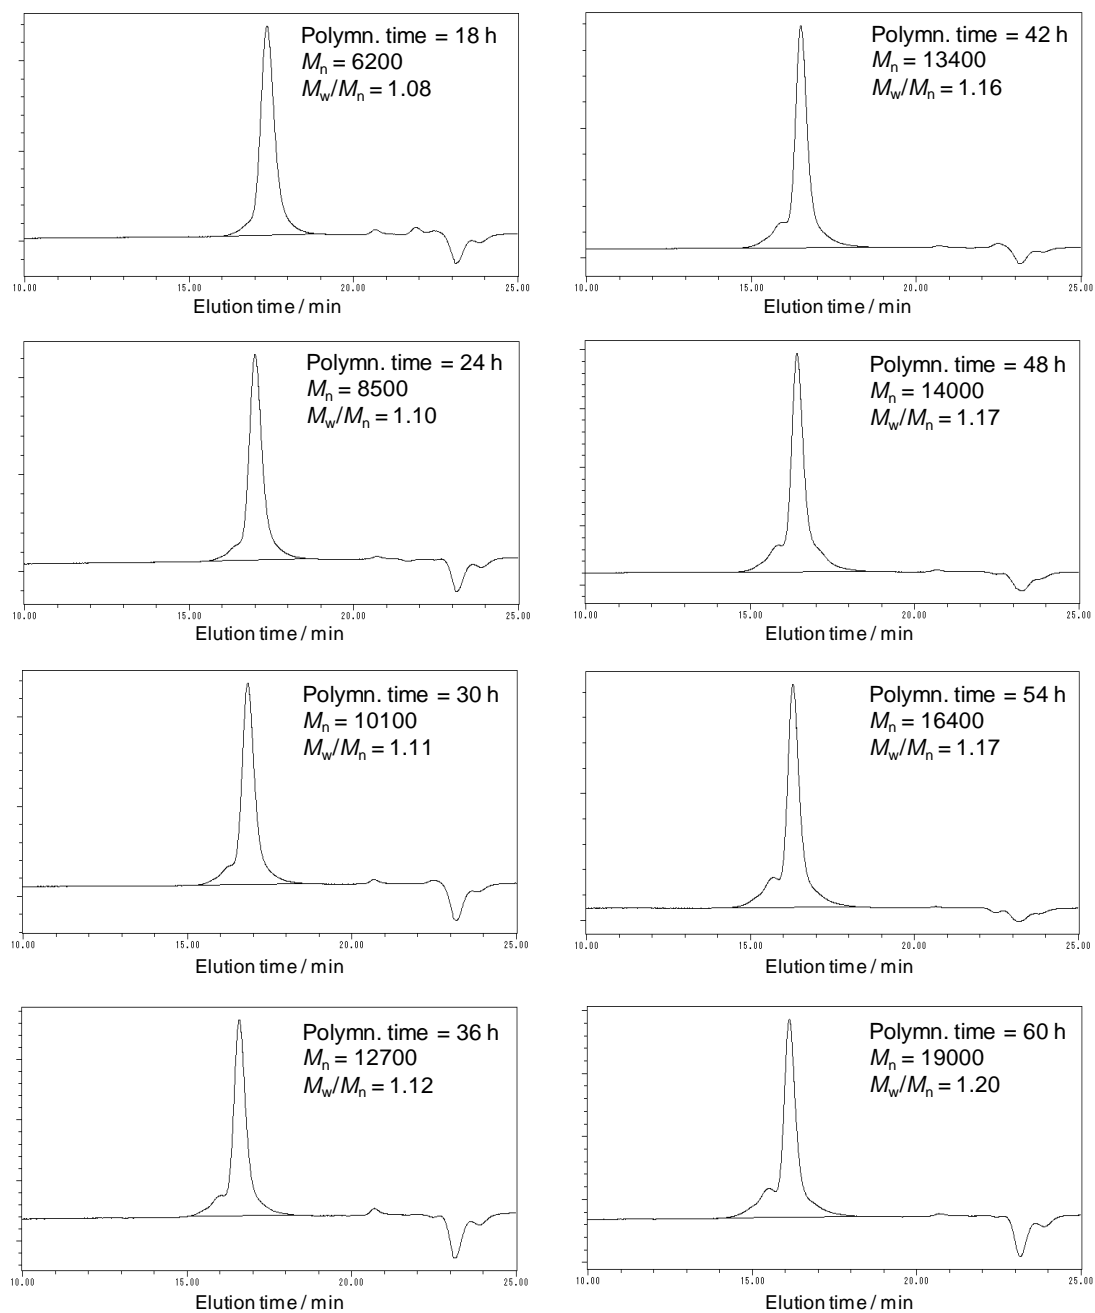 Polymn. time = 18 h
Mn = 6200
Mw/Mn = 1.08
10.00 15.00 20.00 25.00
Elution time / min
Polymn. time = 42 h
Mn = 13400
Mw/Mn = 1.16
10.00 15.00 20.00 25.00
Elution time / min
Polymn. time = 24 h
Mn = 8500
Mw/Mn = 1.10
10.00 15.00 20.00 25.00
Elution time / min
Polymn. time = 48 h
Mn = 14000
Mw/Mn = 1.17
10.00 15.00 20.00 25.00
Elution time / min
Polymn. time = 30 h
Mn = 10100
Mw/Mn = 1.11
10.00 15.00 20.00 25.00
Elution time / min
Polymn. time = 54 h
Mn = 16400
Mw/Mn = 1.17
10.00 15.00 20.00 25.00
Elution time / min
Polymn. time = 36 h
Mn = 12700
Mw/Mn = 1.12
10.00 15.00 20.00 25.00
Elution time / min
Polymn. time = 60 h
Mn = 19000
Mw/Mn = 1.20
10.00 15.00 20.00 25.00
Elution time / min